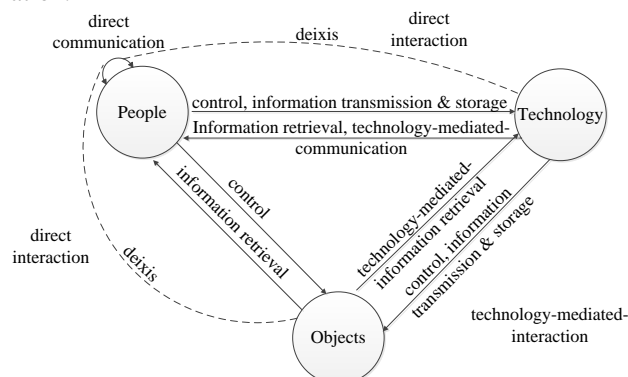 direct
communication
deixis
direct
interaction
People
Technology
control, information transmission & storage
Information retrieval, technology-mediated-
communication
control
information retrieval
technology-mediated-
information retrieval
control, information
transmission & storage
direct
interaction
deixis
Objects
technology-mediated-
interaction